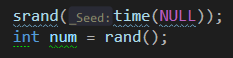 srand(_Seed:time(NULL));
int num = rand();